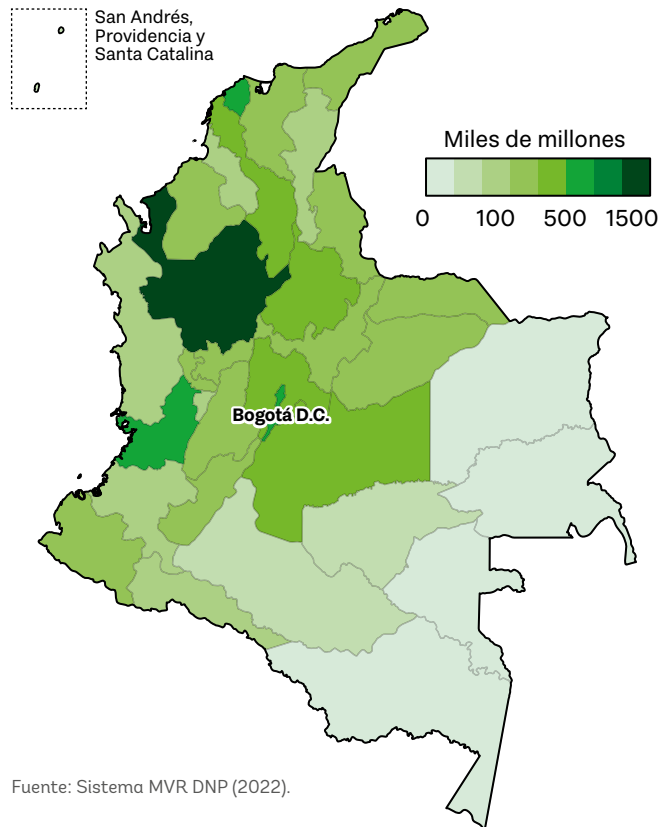 San Andrés,
Providencia y
Santa Catalina
Miles de millones
0 100 500 1500
Bogotá D.C.
Fuente: Sistema MVR DNP (2022).